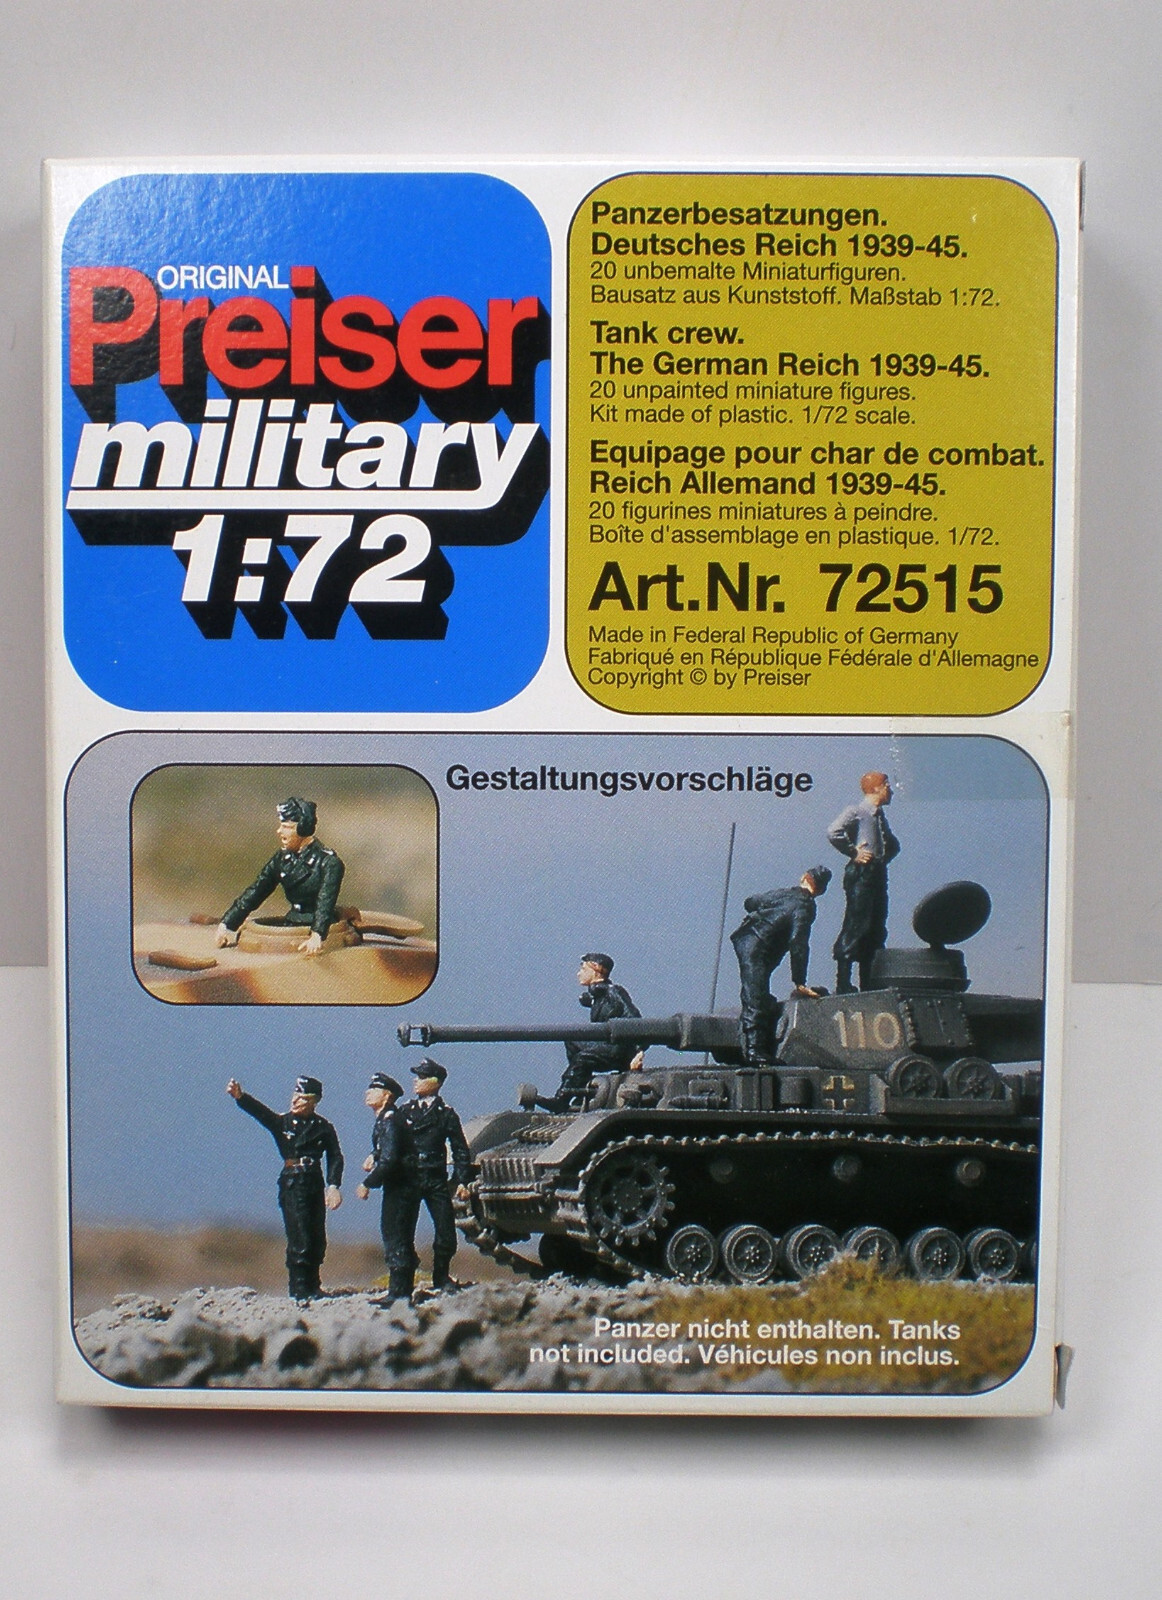 ORIGINAL
Preiser
military
1:72
Panzerbesatzungen.
Deutsches Reich 1939-45.
20 unbemalte Miniaturfiguren.
Bausatz aus Kunststoff. Maßstab 1:72.
Tank crew.
The German Reich 1939-45.
20 unpainted miniature figures.
Kit made of plastic. 1/72 scale.
Equipage pour char de combat.
Reich Allemand 1939-45.
20 figurines miniatures à peindre.
Boîte d'assemblage en plastique. 1/72.
Art.Nr. 72515
Made in Federal Republic of Germany
Fabriqué en République Fédérale d'Allemagne
Copyright © by Preiser
Gestaltungsvorschläge
110
Panzer nicht enthalten. Tanks
not included. Véhicules non inclus.